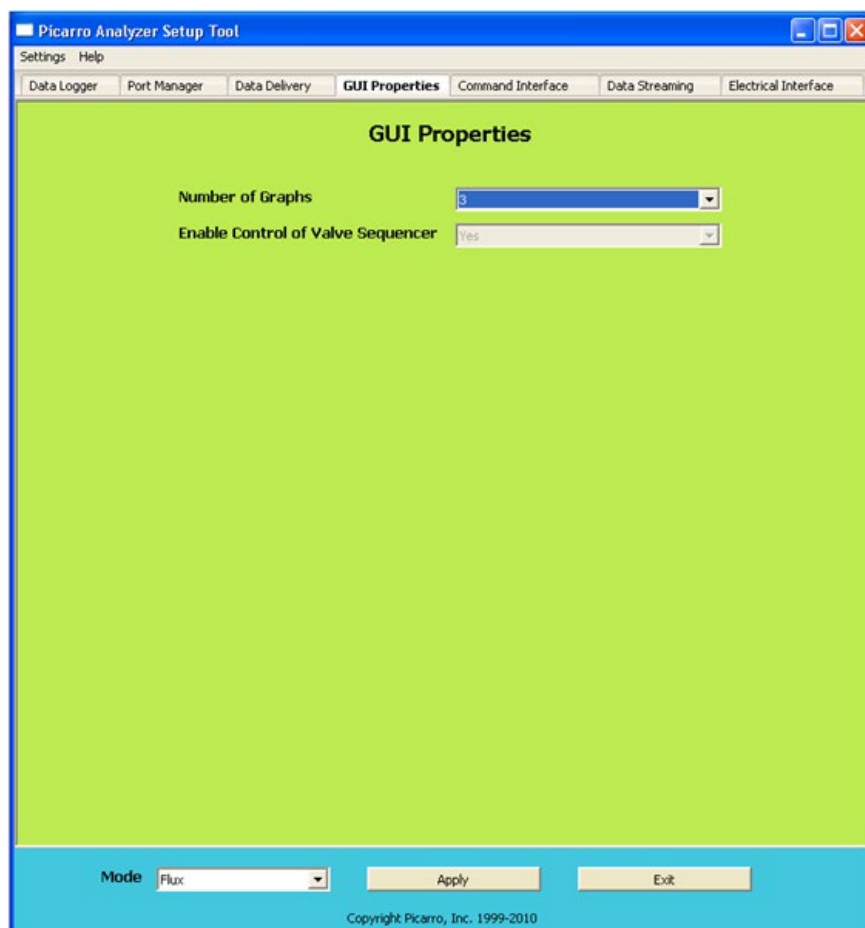 Picarro Analyzer Setup Tool
Settings Help
Data Logger Port Manager Data Delivery GUI Properties Command Interface Data Streaming Electrical Interface
GUI Properties
Number of Graphs 3
Enable Control of Valve Sequencer Yes
Mode Flux Apply Exit
Copyright Picarro, Inc. 1999-2010